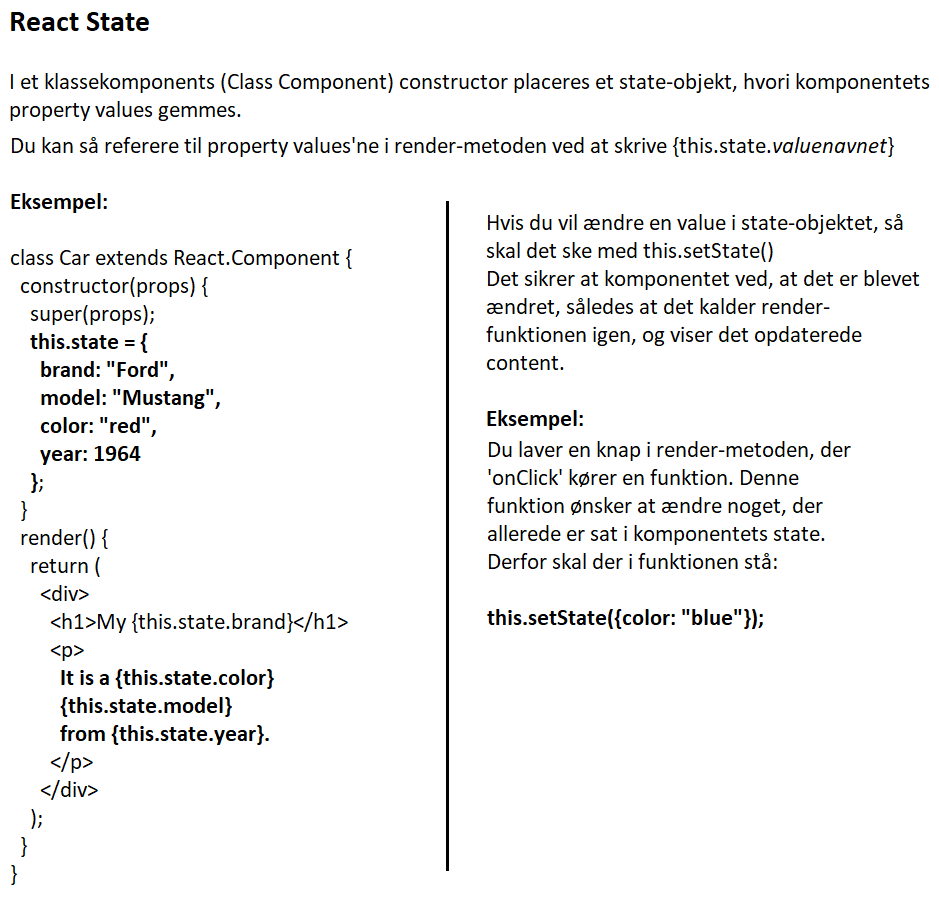 React State
I et klassekomponents (Class Component) constructor placeres et state-objekt, hvori komponentets
property values gemmes.
Du kan så referere til property values'ne i render-metoden ved at skrive {this.state.valuenavnet}
Eksempel:
class Car extends React.Component {
constructor(props) {
super(props);
this.state = {
brand: "Ford",
model: "Mustang",
color: "red",
year: 1964
};
}
render() {
return (
<div>
<h1>My {this.state.brand}</h1>
<p>
It is a {this.state.color}
{this.state.model}
from {this.state.year}.
</p>
</div>
);
}
}
Hvis du vil ændre en value i state-objektet, så
skal det ske med this.setState()
Det sikrer at komponentet ved, at det er blevet
ændret, således at det kalder render-
funktionen igen, og viser det opdaterede
content.
Eksempel:
Du laver en knap i render-metoden, der
'onClick' kører en funktion. Denne
funktion ønsker at ændre noget, der
allerede er sat i komponentets state.
Derfor skal der i funktionen stå:
this.setState({color: "blue"});